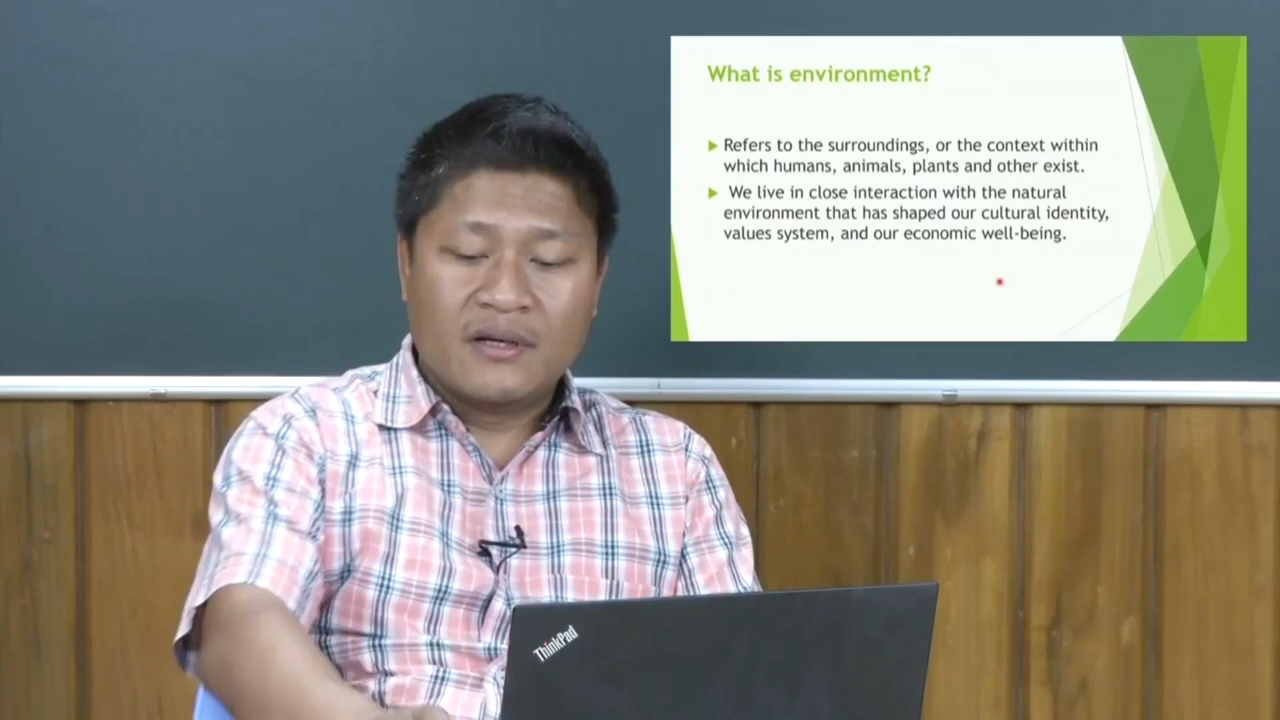 What is environment?
Refers to the surroundings, or the context within
which humans, animals, plants and other exist.
We live in close interaction with the natural
environment that has shaped our cultural identity,
values system, and our economic well-being.
ThinkPad